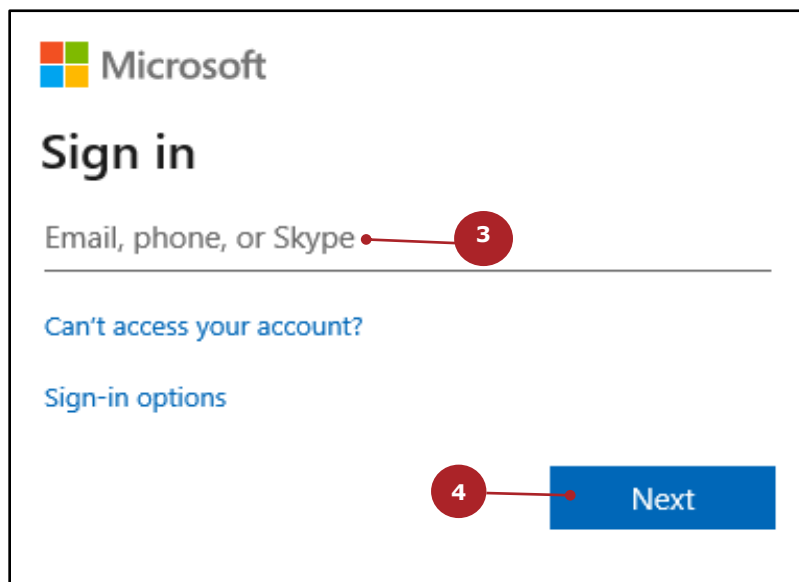 Microsoft
Sign in
Email, phone, or Skype
3
Can't access your account?
Sign-in options
4
Next